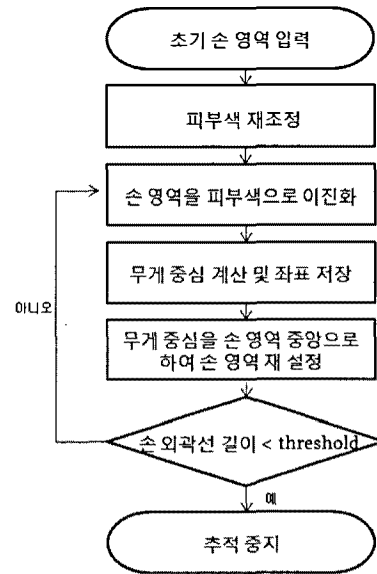 초기 손 영역 입력
피부색 재조정
손 영역을 피부색으로 이진화
무게 중심 계산 및 좌표 저장
아니오
무게 중심을 손 영역 중앙으로
하여 손 영역 재 설정
손 외곽선 길이 < threshold
예
추적 중지